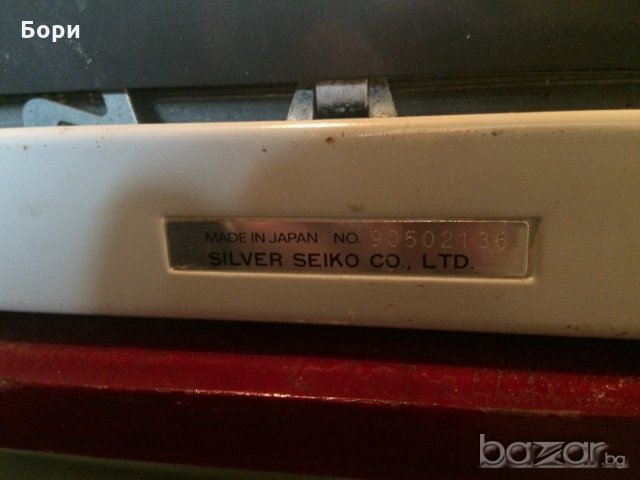 Бори
MADE IN JAPAN NO. 90502136
SILVER SEIKO CO., LTD.
bazar.bg